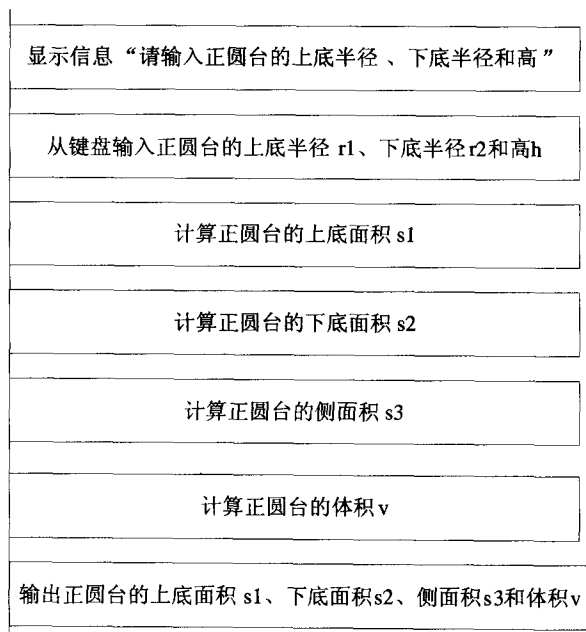 显示信息“请输入正圆台的上底半径 、下底半径和高”
从键盘输入正圆台的上底半径 r1、下底半径r2和高h
计算正圆台的上底面积 s1
计算正圆台的下底面积 s2
计算正圆台的侧面积 s3
计算正圆台的体积 v
输出正圆台的上底面积 s1、下底面积s2、侧面积s3和体积v